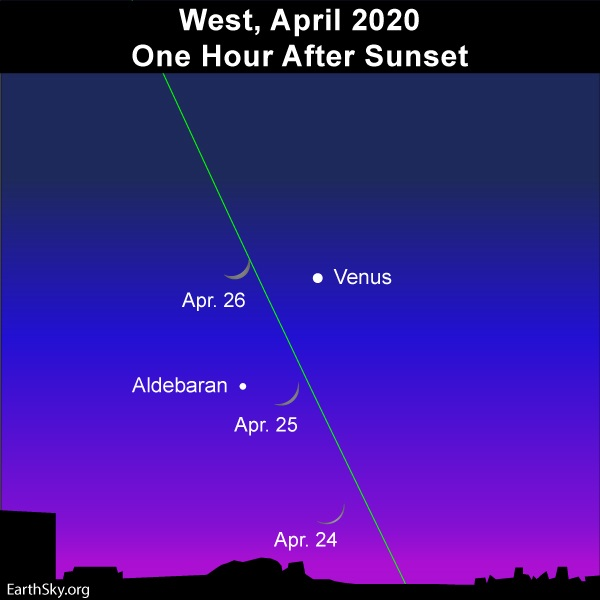 West, April 2020
One Hour After Sunset
Venus
Apr. 26
Aldebaran
Apr. 25
Apr. 24
EarthSky.org